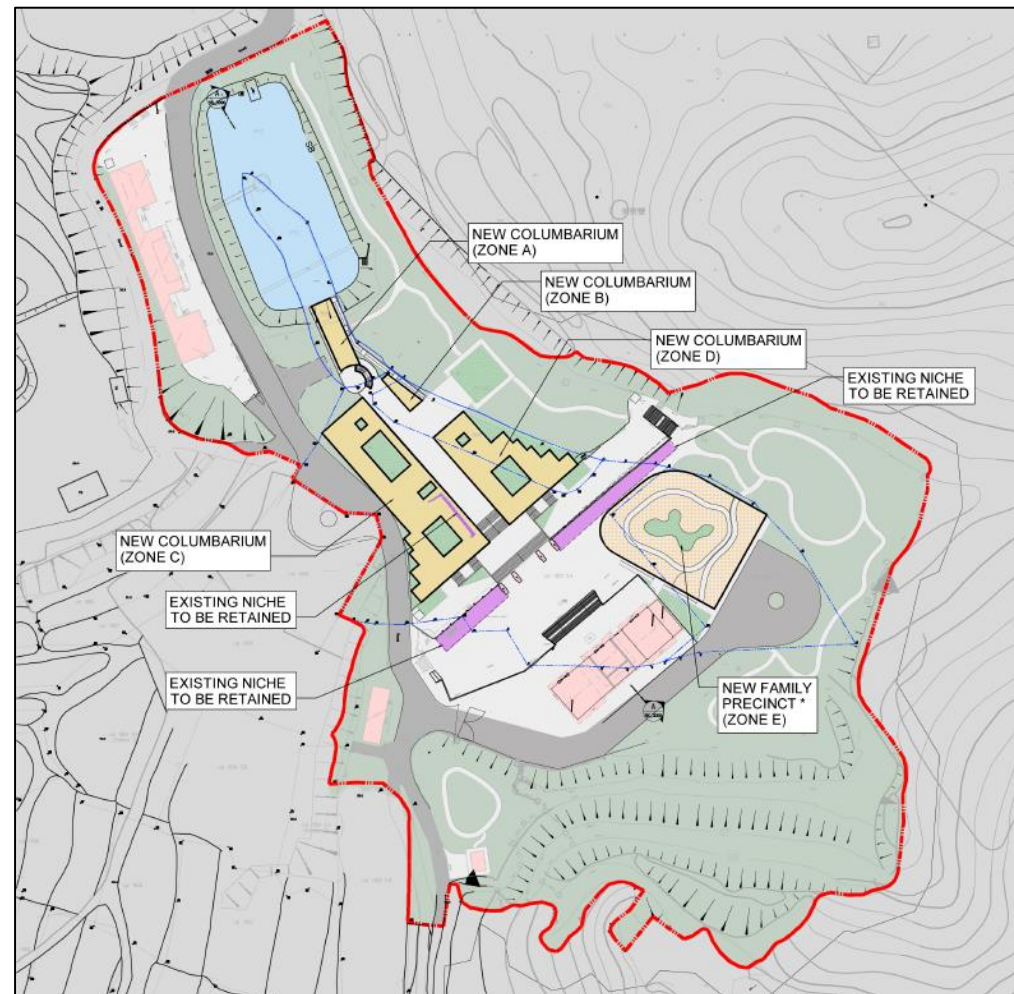 NEW COLUMBARIUM
(ZONE A)
NEW COLUMBARIUM
(ZONE B)
NEW COLUMBARIUM
(ZONE D)
EXISTING NICHE
TO BE RETAINED
NEW COLUMBARIUM
(ZONE C)
EXISTING NICHE
TO BE RETAINED
EXISTING NICHE
TO BE RETAINED
NEW FAMILY
PRECINCT *
(ZONE E)
A
A